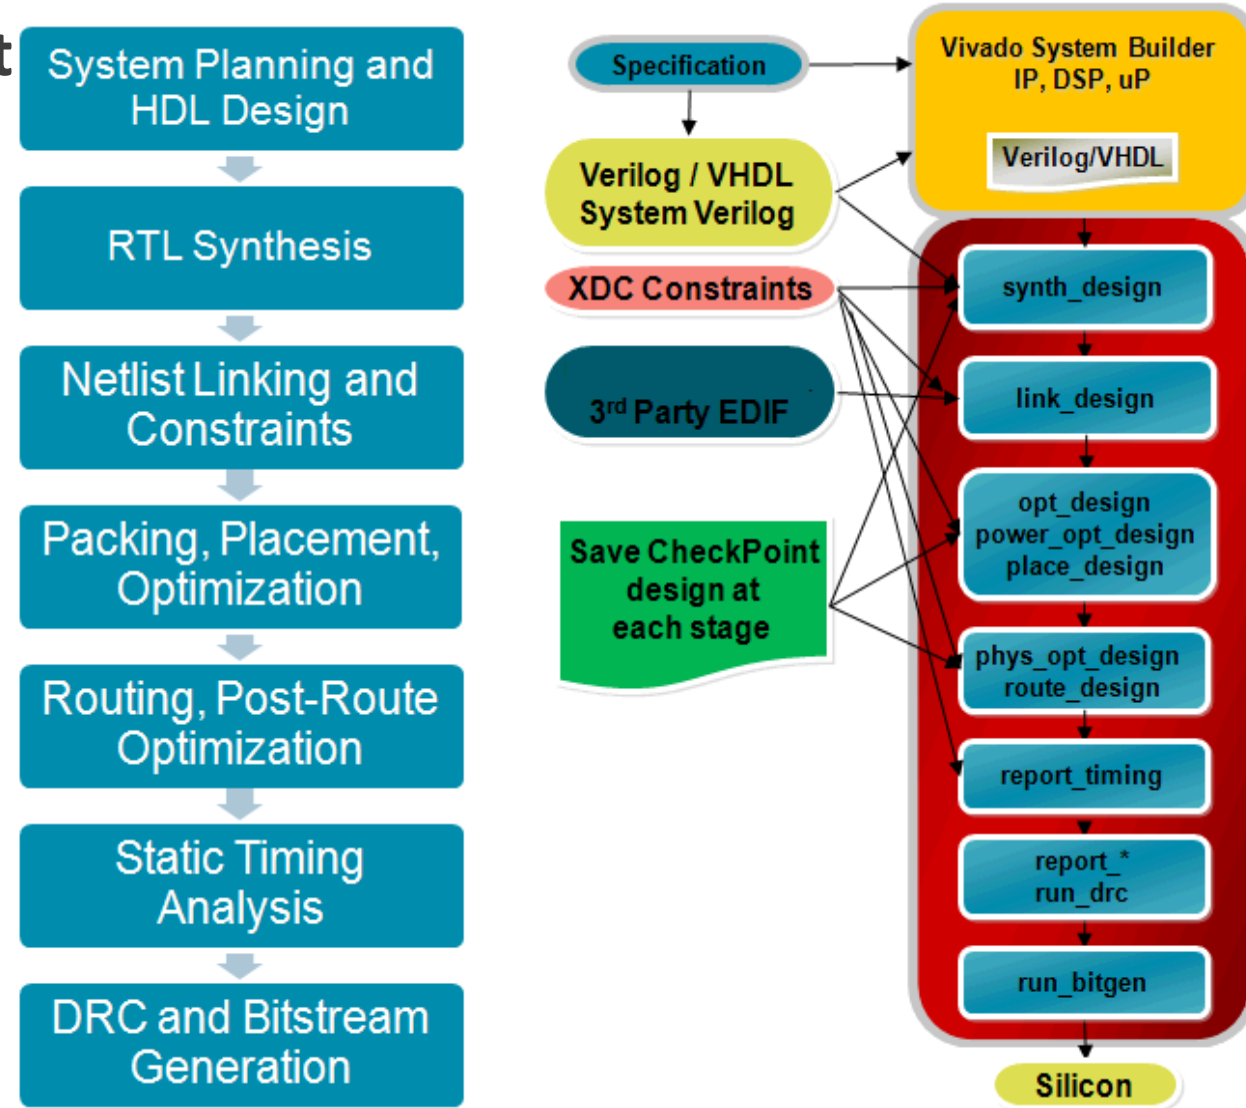 t
System Planning and
HDL Design
RTL Synthesis
Netlist Linking and
Constraints
Packing, Placement,
Optimization
Routing, Post-Route
Optimization
Static Timing
Analysis
DRC and Bitstream
Generation
Specification
Verilog / VHDL
System Verilog
XDC Constraints
3rd Party EDIF
Save CheckPoint
design at
each stage
Vivado System Builder
IP, DSP, uP
Verilog/VHDL
synth_design
link_design
opt_design
power_opt_design
place_design
phys_opt_design
route_design
report_timing
report_*
run_drc
run_bitgen
Silicon